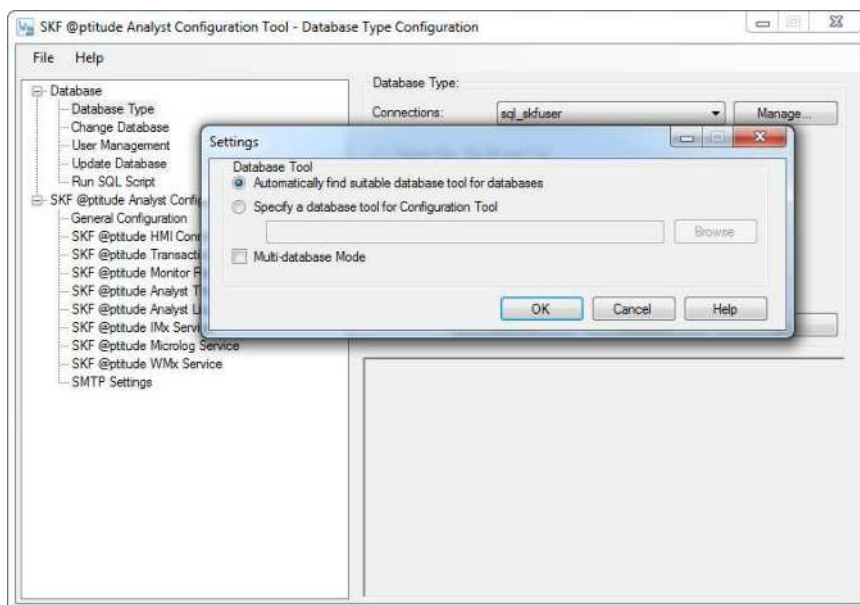 SKF @ptitude Analyst Configuration Tool - Database Type Configuration
File Help
Database
Database Type
Change Database
User Management
Update Database
Run SQL Script
SKF @ptitude Analyst Config
General Configuration
SKF @ptitude HMI Con
SKF @ptitude Transacti
SKF @ptitude Monitor
SKF @ptitude Analyst T
SKF @ptitude Analyst
SKF @ptitude IMx Servi
SKF @ptitude Microlog Service
SKF @ptitude WMx Service
SMTP Settings
Database Type:
Connections: sql_skfuser Manage...
Settings
Database Tool
Automatically find suitable database tool for databases
Specify a database tool for Configuration Tool
Browse
Multi-database Mode
OK Cancel Help